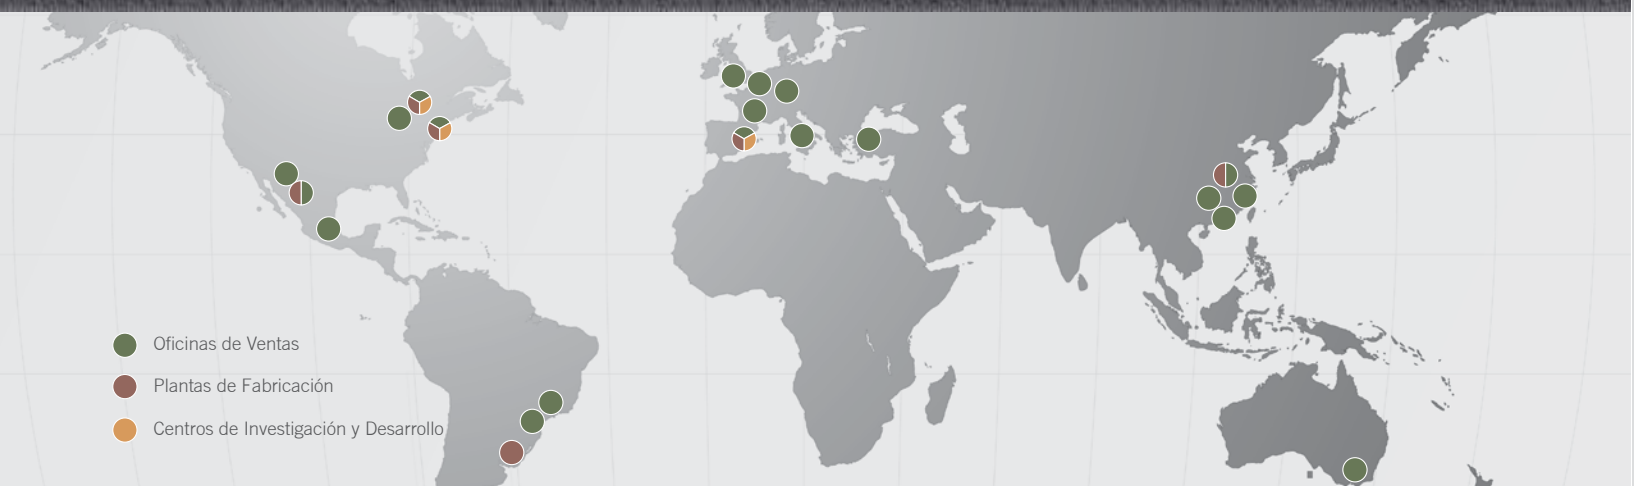 Oficinas de Ventas
Plantas de Fabricación
Centros de Investigación y Desarrollo